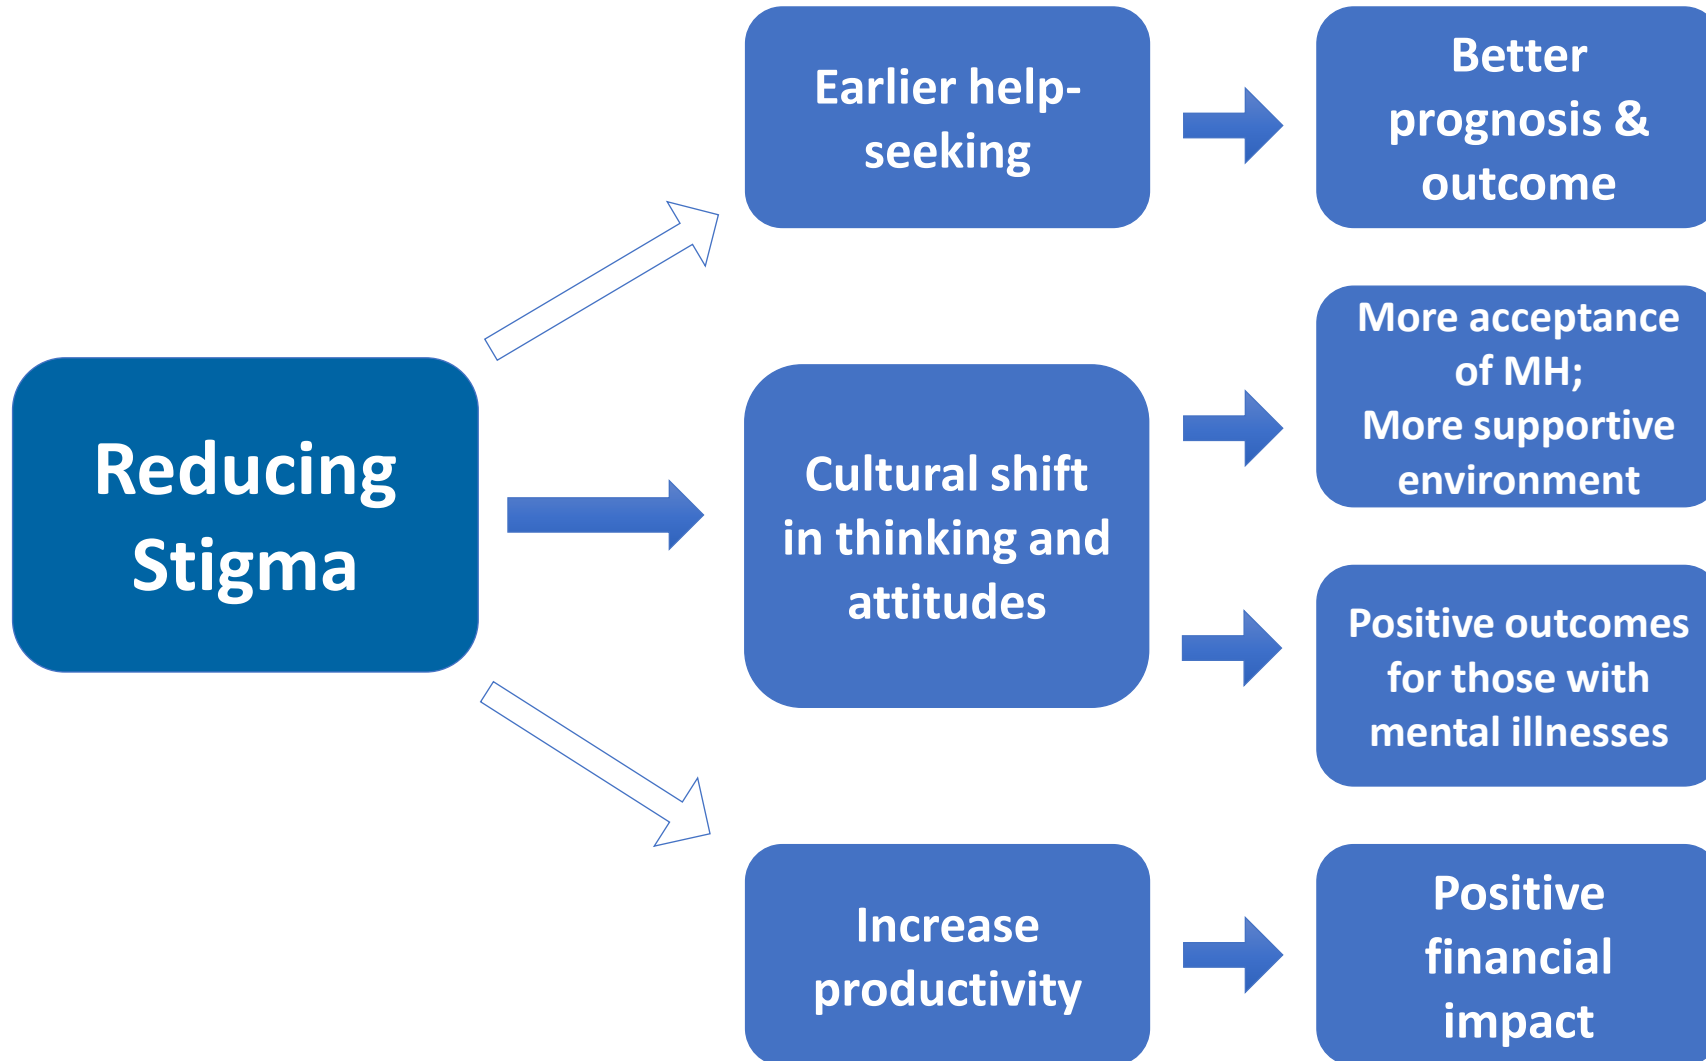 Reducing
Stigma
Earlier help-
seeking
Better
prognosis &
outcome
Cultural shift
in thinking and
attitudes
More acceptance
of MH;
More supportive
environment
Positive outcomes
for those with
mental illnesses
Increase
productivity
Positive
financial
impact